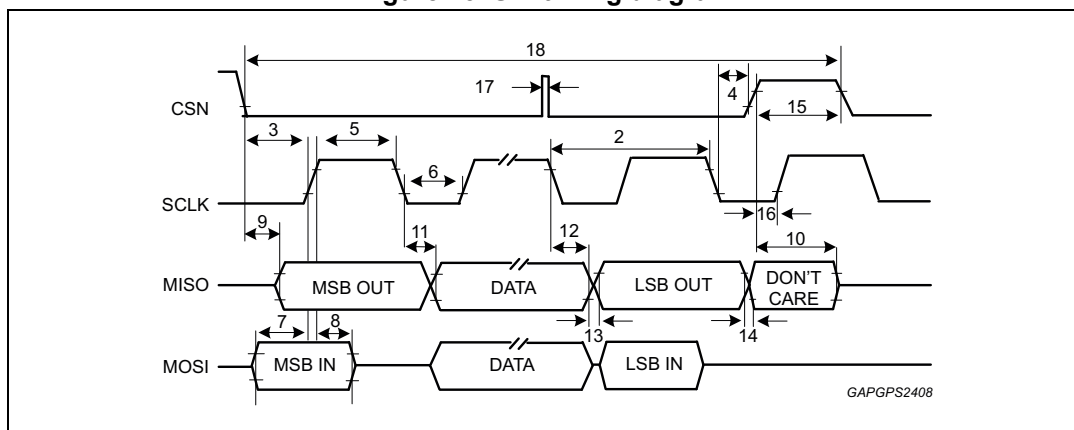 18
17
4
CSN
15
3
5
2
6
SCLK
16
9
11
12
10
MISO
MSB OUT
DATA
LSB OUT
DON'T
CARE
7
8
13
14
MOSI
MSB IN
DATA
LSB IN
GAPGPS2408